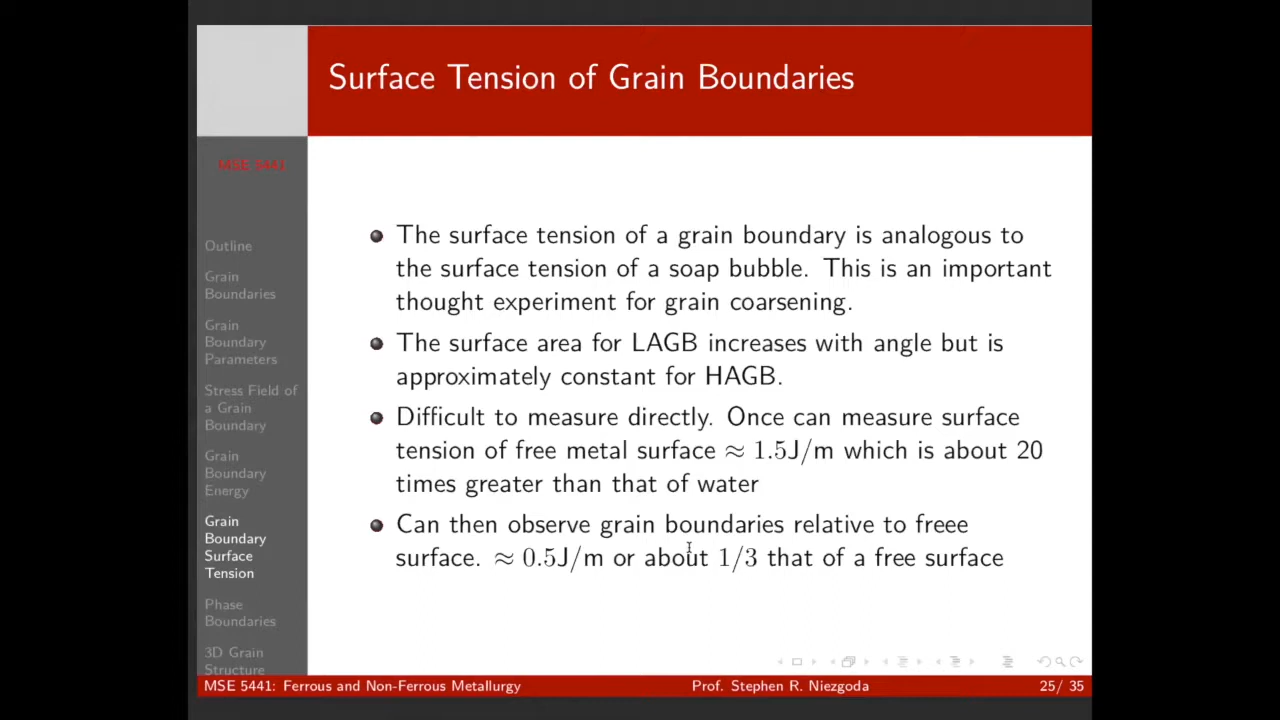 Surface Tension of Grain Boundaries
MSE 5441
Outline
Grain
Boundaries
Grain
Boundary
Parameters
Stress Field of
a Grain
Boundary
Grain
Boundary
Energy
Grain
Boundary
Surface
Tension
Phase
Boundaries
3D Grain
Structure
The surface tension of a grain boundary is analogous to
the surface tension of a soap bubble. This is an important
thought experiment for grain coarsening.
The surface area for LAGB increases with angle but is
approximately constant for HAGB.
Difficult to measure directly. Once can measure surface
tension of free metal surface ≈ 1.5J/m which is about 20
times greater than that of water
Can then observe grain boundaries relative to freee
surface. ≈ 0.5J/m or about 1/3 that of a free surface
MSE 5441: Ferrous and Non-Ferrous Metallurgy
Prof. Stephen R. Niezgoda
25/ 35